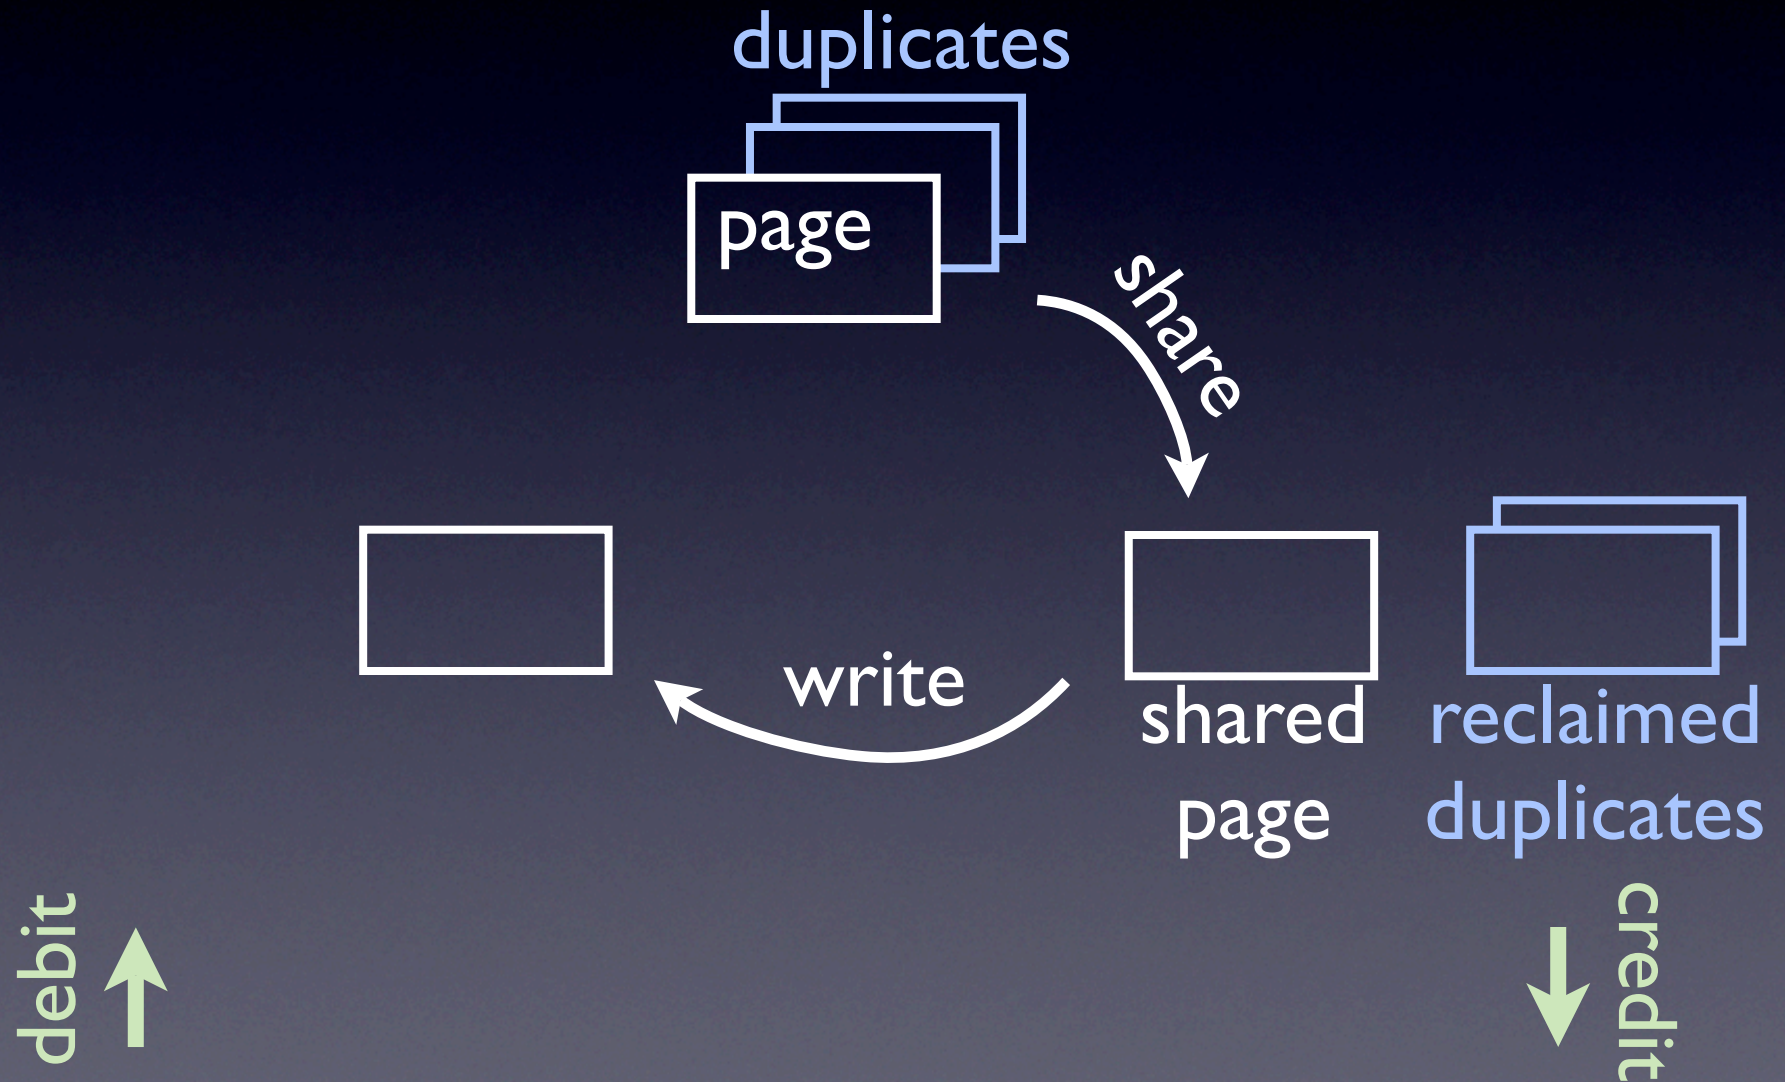 duplicates
page
share
write
shared
page
reclaimed
duplicates
debit
credit